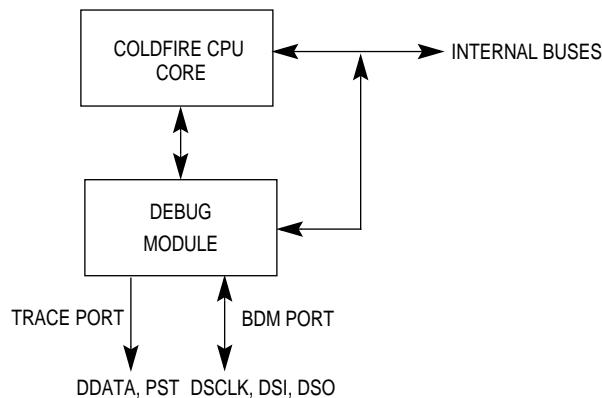 COLDFIRE CPU
CORE
INTERNAL BUSES
DEBUG
MODULE
TRACE PORT
BDM PORT
DDATA, PST
DSCLK, DSI, DSO